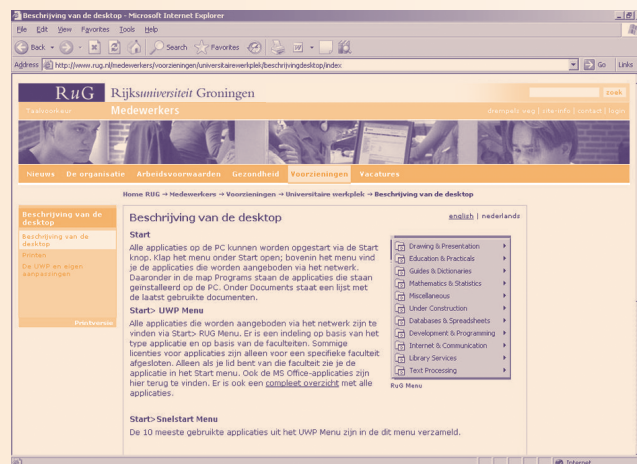 Beschrijving van de desktop - Microsoft Internet Explorer
File Edit View Favorites Tools Help
Back Search Favorites
Address http://www.rug.nl/medewerkers/voorzieningen/universitairewerkplek/beschrijvingdesktop/index Go Links
RuG Rijksuniversiteit Groningen zoek
Taalvoorkeur Medewerkers drempels weg | site-info | contact | login
Nieuws De organisatie Arbeidsvoorwaarden Gezondheid Voorzieningen Vacatures
Home RUG → Medewerkers → Voorzieningen → Universitaire werkplek → Beschrijving van de desktop
Beschrijving van de
desktop
Beschrijving van de
desktop
Printen
De UWP en eigen
aanpassingen
Printversie
Beschrijving van de desktop
english | nederlands
Start
Alle applicaties op de PC kunnen worden opgestart via de Start
knop. Klap het menu onder Start open; bovenin het menu vind
je de applicaties die worden aangeboden via het netwerk.
Daaronder in de map Programs staan de applicaties die staan
geinstalleerd op de PC. Onder Documents staat een lijst met
de laatst gebruikte documenten.
Start> UWP Menu
Alle applicaties die worden aangeboden via het netwerk zijn te
vinden via Start> RUG Menu. Er is een indeling op basis van het
type applicatie en op basis van de faculteiten. Sommige
licenties voor applicaties zijn alleen voor een specifieke faculteit
afgesloten. Alleen als je lid bent van die faculteit zie je de
applicatie in het Start menu. Ook de MS Office-applicaties zijn
hier terug te vinden. Er is ook een compleet overzicht met alle
applicaties.
Start>Snelstart Menu
De 10 meeste gebruikte applicaties uit het UWP Menu zijn in de dit menu verzameld.
Drawing & Presentation
Education & Practicals
Guides & Dictionaries
Mathematics & Statistics
Miscellaneous
Under Construction
Databases & Spreadsheets
Development & Programming
Internet & Communication
Library Services
Text Processing
RuG Menu
Internet